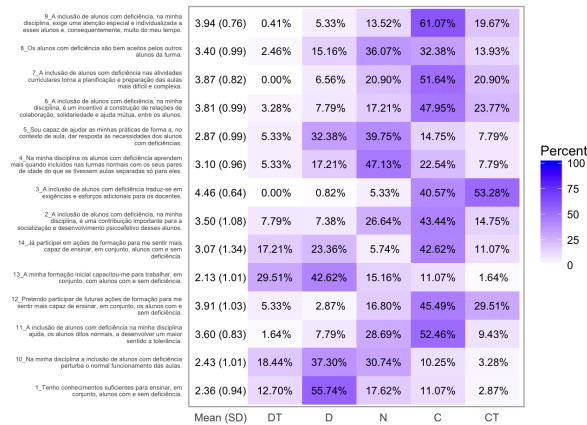 9_A inclusão de alunos com deficiência, na minha
disciplina, exige uma atenção especial e individualizada a
esses alunos e, consequentemente, muito do meu tempo.
3.94 (0.76) 0.41% 5.33% 13.52% 61.07% 19.67%
8_Os alunos com deficiência são bem aceites pelos outros
alunos da turma.
3.40 (0.99) 2.46% 15.16% 36.07% 32.38% 13.93%
7_A inclusão de alunos com deficiência nas atividades
curriculares torna a planificação e preparação das aulas
mais difícil e complexa.
3.87 (0.82) 0.00% 6.56% 20.90% 51.64% 20.90%
6_A inclusão de alunos com deficiência, na minha
disciplina, é um incentivo à construção de relações de
colaboração, solidariedade e ajuda mútua, entre os alunos.
3.81 (0.99) 3.28% 7.79% 17.21% 47.95% 23.77%
5_Sou capaz de ajudar as minhas práticas de forma a, no
contexto de aula, dar resposta às necessidades dos alunos
com deficiências.
2.87 (0.99) 5.33% 32.38% 39.75% 14.75% 7.79%
4_Na minha disciplina os alunos com deficiência aprendem
mais quando incluídos nas turmas normais com os seus pares
de idade do que se tivessem aulas separadas só para eles.
3.10 (0.96) 5.33% 17.21% 47.13% 22.54% 7.79%
3_A inclusão de alunos com deficiência traduz-se em
exigências e esforços adicionais para os docentes.
4.46 (0.64) 0.00% 0.82% 5.33% 40.57% 53.28%
2_A inclusão de alunos com deficiência, na minha
disciplina, é uma contribuição importante para a
socialização e desenvolvimento psicoafetivo desses alunos.
3.50 (1.08) 7.79% 7.38% 26.64% 43.44% 14.75%
14_Já participei em ações de formação para me sentir mais
capaz de ensinar, em conjunto, alunos com e sem
deficiência.
3.07 (1.34) 17.21% 23.36% 5.74% 42.62% 11.07%
13_A minha formação inicial capacitou-me para trabalhar, em
conjunto, com alunos com e sem deficiência.
2.13 (1.01) 29.51% 42.62% 15.16% 11.07% 1.64%
12_Pretendo participar de futuras ações de formação para me
sentir mais capaz de ensinar, em conjunto, os alunos com e
sem deficiência.
3.91 (1.03) 5.33% 2.87% 16.80% 45.49% 29.51%
11_A inclusão de alunos com deficiência na minha disciplina
ajuda, os alunos ditos normais, a desenvolver um maior
sentido a tolerância.
3.60 (0.83) 1.64% 7.79% 28.69% 52.46% 9.43%
10_Na minha disciplina a inclusão de alunos com deficiência
perturba o normal funcionamento das aulas.
2.43 (1.01) 18.44% 37.30% 30.74% 10.25% 3.28%
1_Tenho conhecimentos suficientes para ensinar, em
conjunto, alunos com e sem deficiência.
2.36 (0.94) 12.70% 55.74% 17.62% 11.07% 2.87%
Mean (SD) DT D N C CT
Percent
100
75
50
25
0